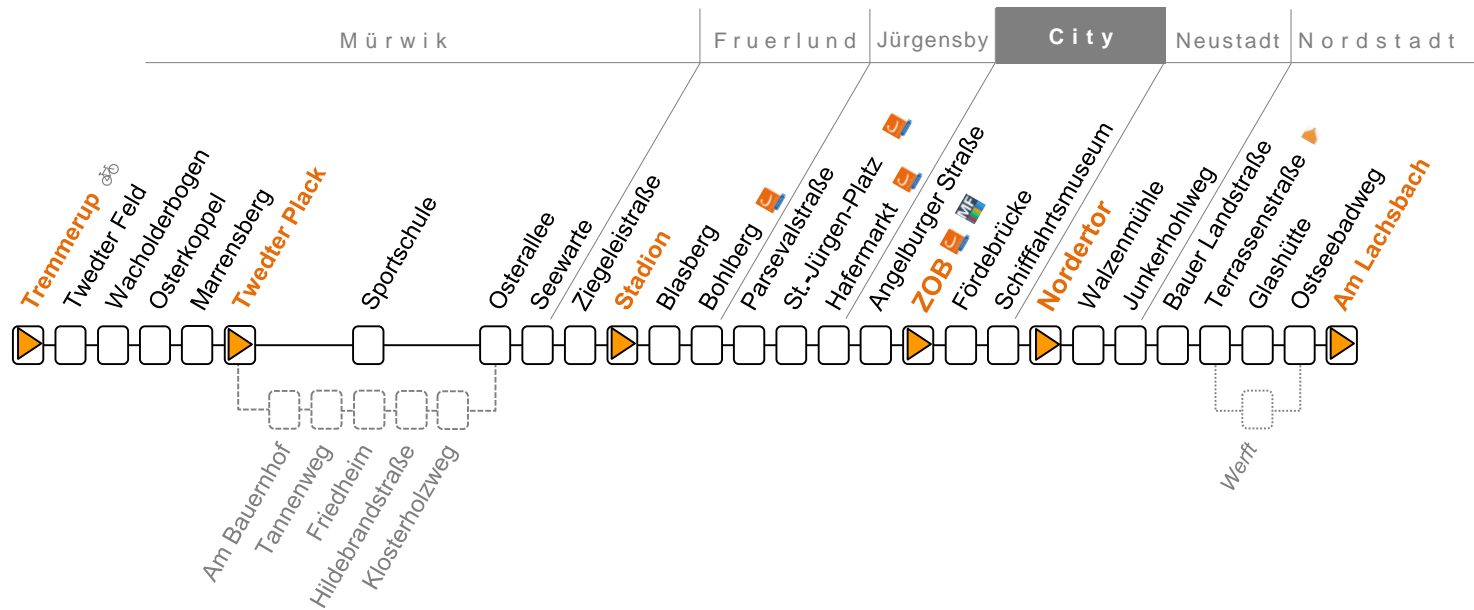 Mürwik
Fruerlund
Jürgensby
City
Neustadt
Nordstadt
Tremmerup
Twedter Feld
Wacholderbogen
Osterkoppel
Marrensberg
Twedter Plack
Sportschule
Osterallee
Seewarte
Ziegeleistraße
Stadion
Blasberg
Bohlberg
Parsevalstraße
St.-Jürgen-Platz
Hafermarkt
Angelburger Straße
ZOB
MF
Fördebrücke
Schifffahrtsmuseum
Nordertor
Walzenmühle
Junkerhohlweg
Bauer Landstraße
Terrassenstraße
Glashütte
Ostseebadweg
Am Lachsbach
Am Bauernhof
Tannenweg
Friedheim
Hildebrandstraße
Klosterholzweg
Werft